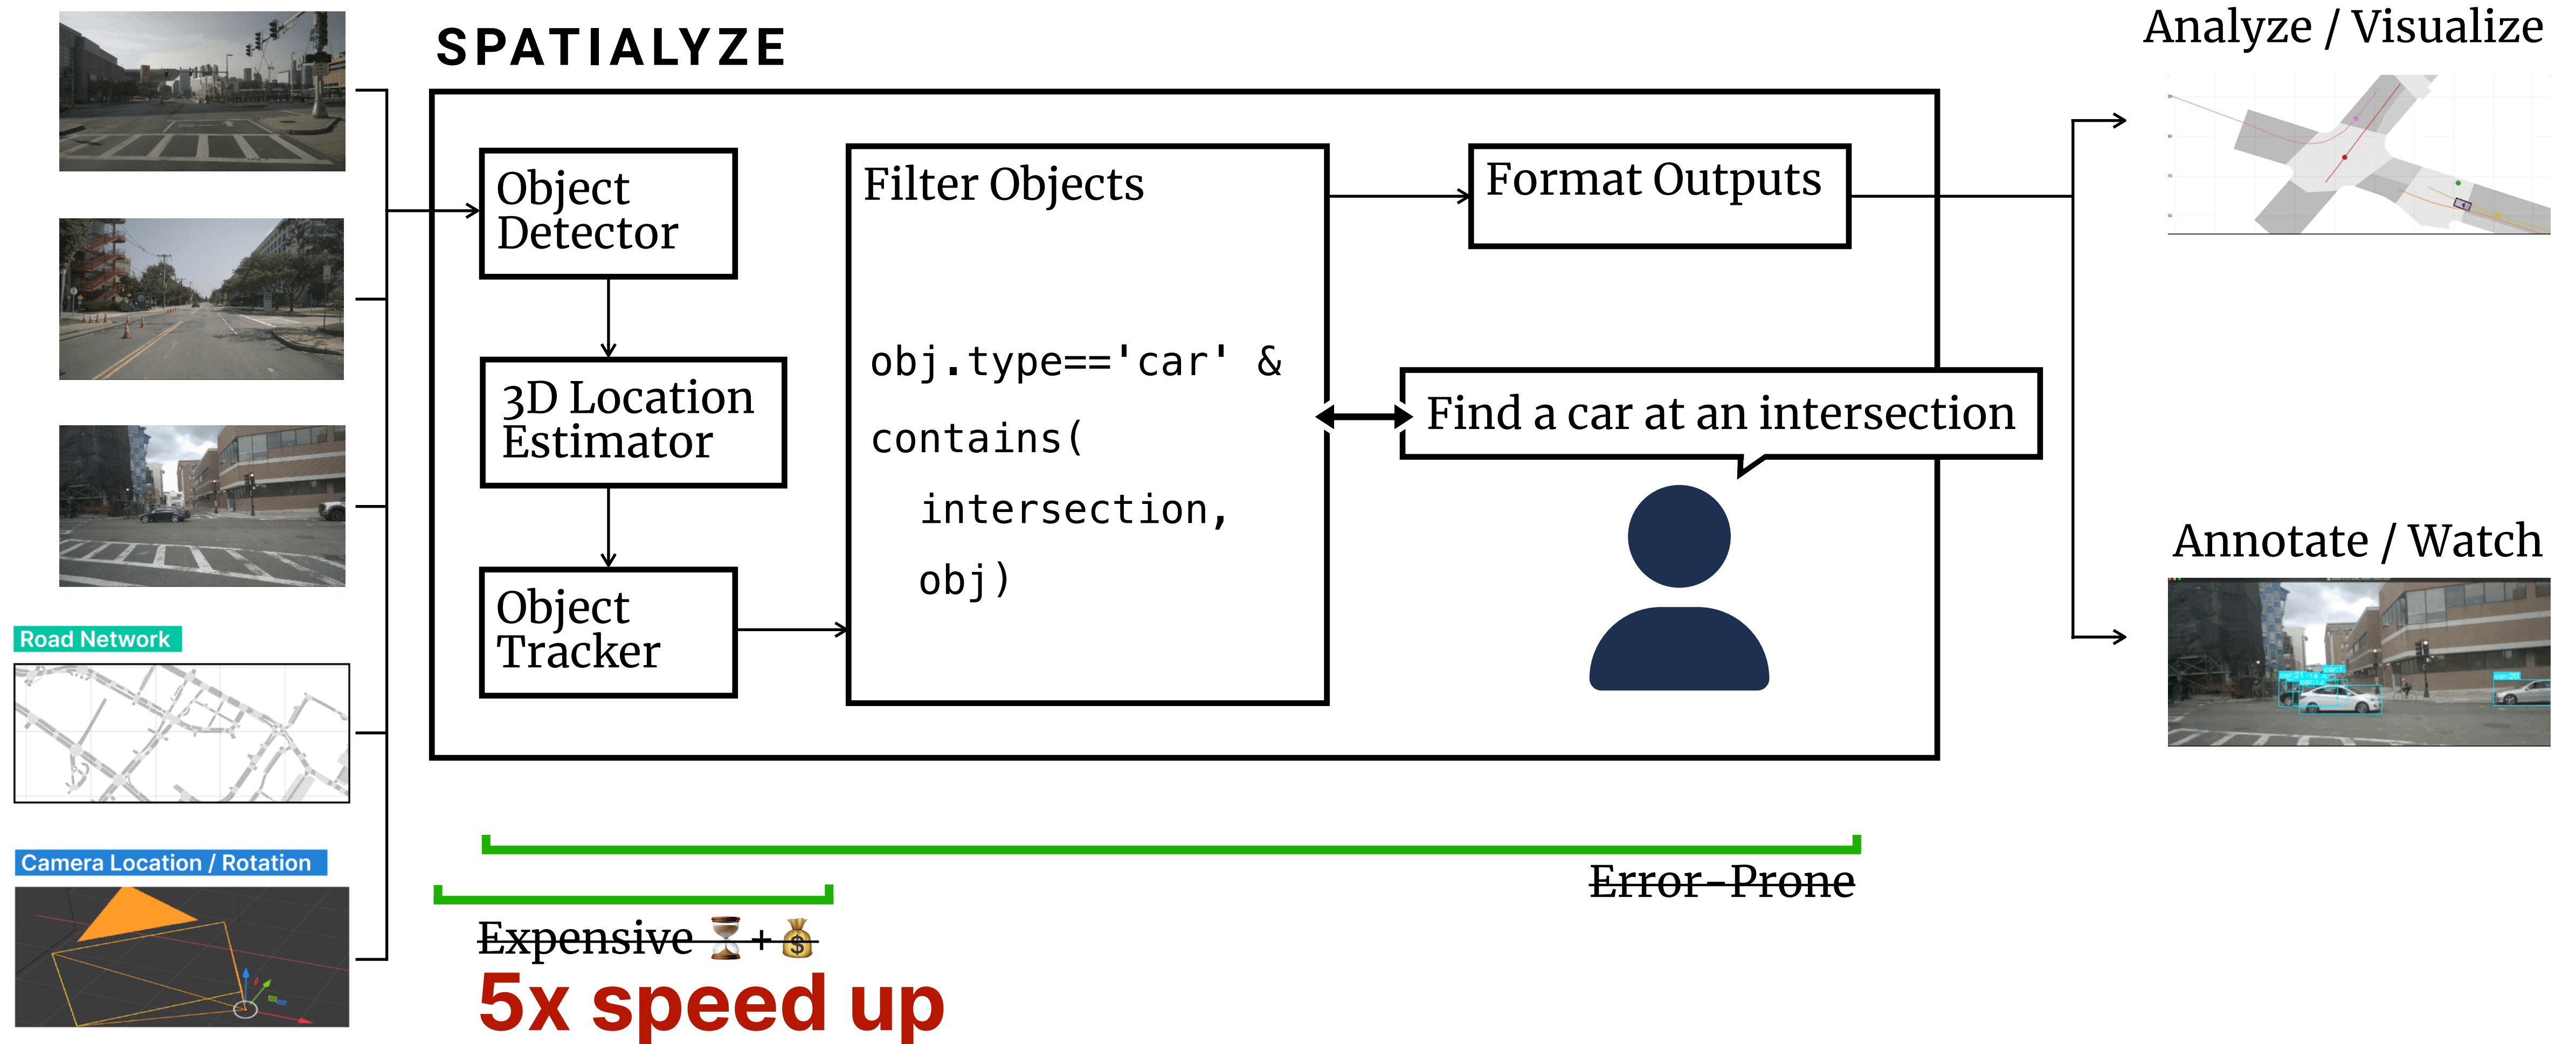 SPATIALYZE
Road Network
Camera Location / Rotation
Object
Detector
3D Location
Estimator
Object
Tracker
Filter Objects
obj.type=='car' &
contains(
intersection,
obj)
Format Outputs
Find a car at an intersection
Analyze / Visualize
Annotate / Watch
car:20
Error-Prone
Expensive ⏳+💰
5x speed up